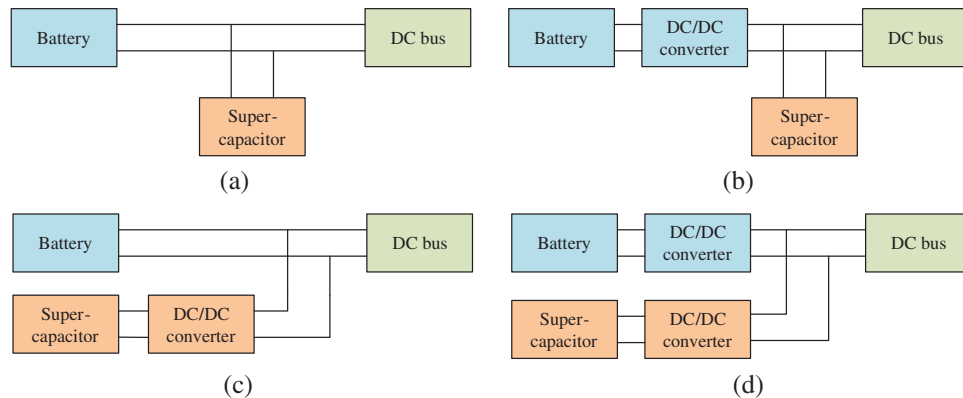 Battery
DC bus
Super-
capacitor
(a)
Battery
DC/DC
converter
DC bus
Super-
capacitor
(b)
Battery
DC bus
Super-
capacitor
DC/DC
converter
(c)
Battery
DC/DC
converter
DC bus
Super-
capacitor
DC/DC
converter
(d)